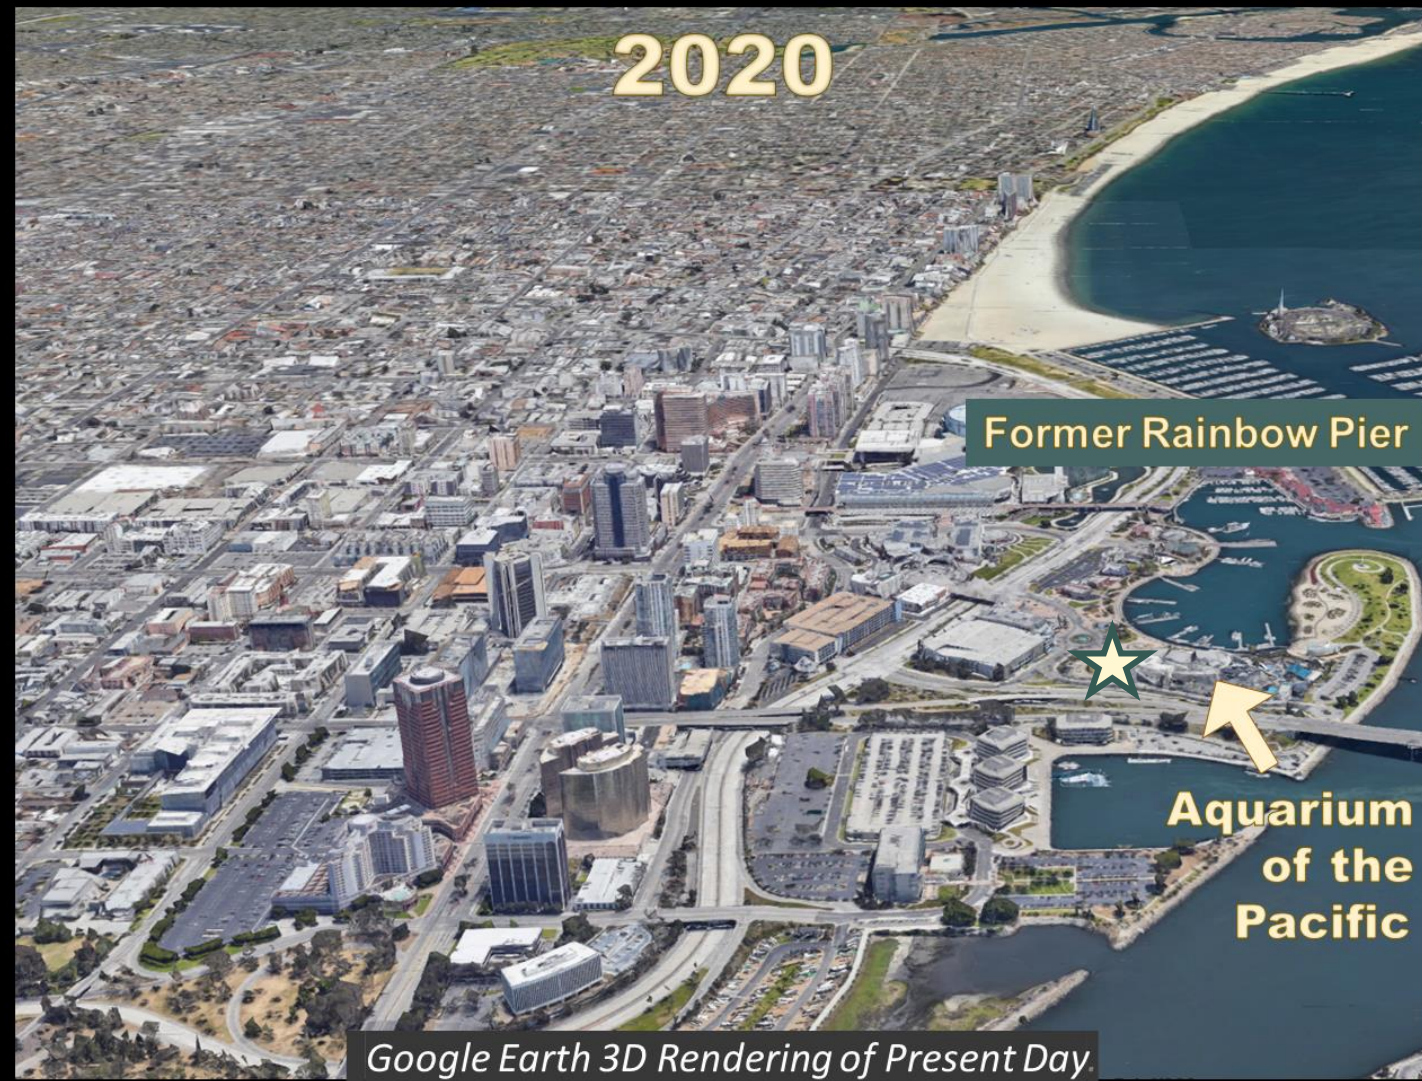 2020
Former Rainbow Pier
Aquarium
of the
Pacific
Google Earth 3D Rendering of Present Day.